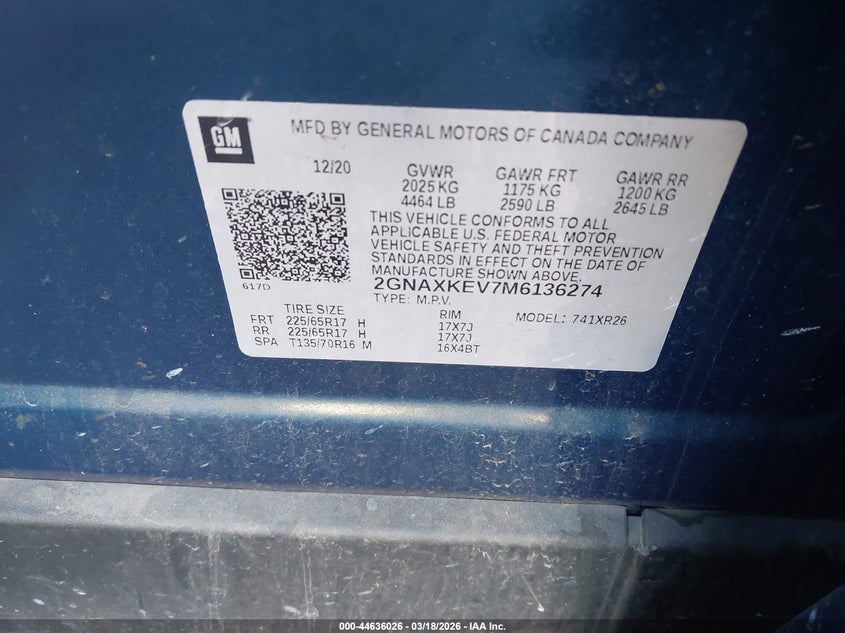 GM
MFD BY GENERAL MOTORS OF CANADA COMPANY
12/20 GVWR GAWR FRT GAWR RR
2025 KG 1175 KG 1200 KG
4464 LB 2590 LB 2645 LB
THIS VEHICLE CONFORMS TO ALL
APPLICABLE U.S. FEDERAL MOTOR
VEHICLE SAFETY AND THEFT PREVENTION
STANDARDS IN EFFECT ON THE DATE OF
MANUFACTURE SHOWN ABOVE.
617D 2GNAXKEV7M6136274
TYPE: M.P.V.
TIRE SIZE RIM MODEL: 741XR26
FRT 225/65R17 H 17X7J
RR 225/65R17 H 17X7J
SPA T135/70R16 M 16X4BT
000-44636026 - 03/18/2026 - IAA Inc.